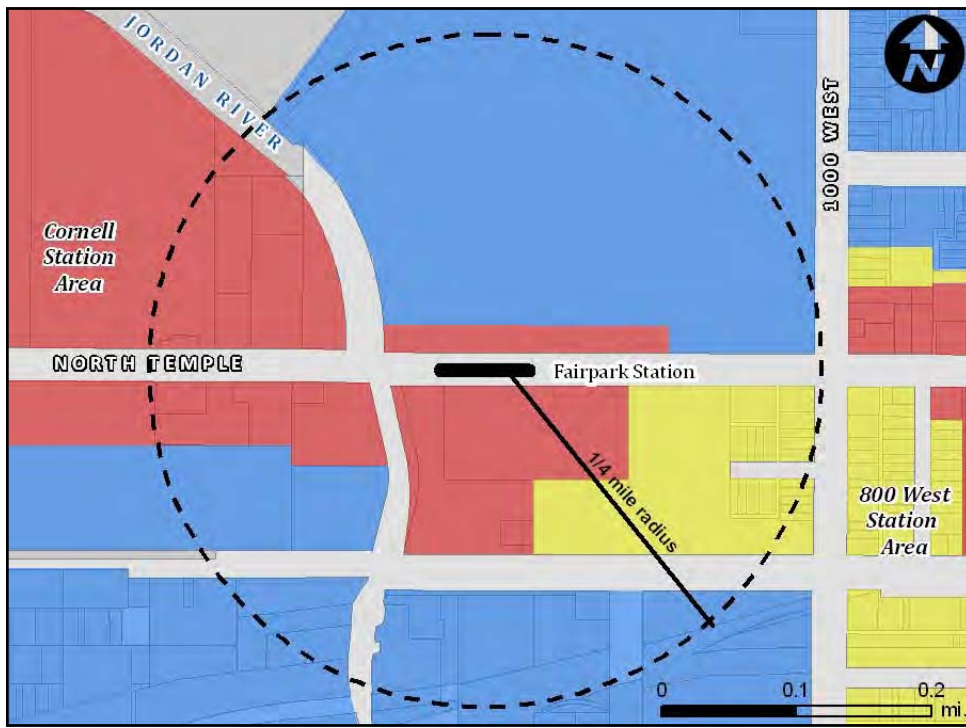 JORDAN RIVER
N
1000 WEST
Cornell
Station
Area
NORTH TEMPLE
Fairpark Station
1/4 mile radius
800 West
Station
Area
0 0.1 0.2
mi.